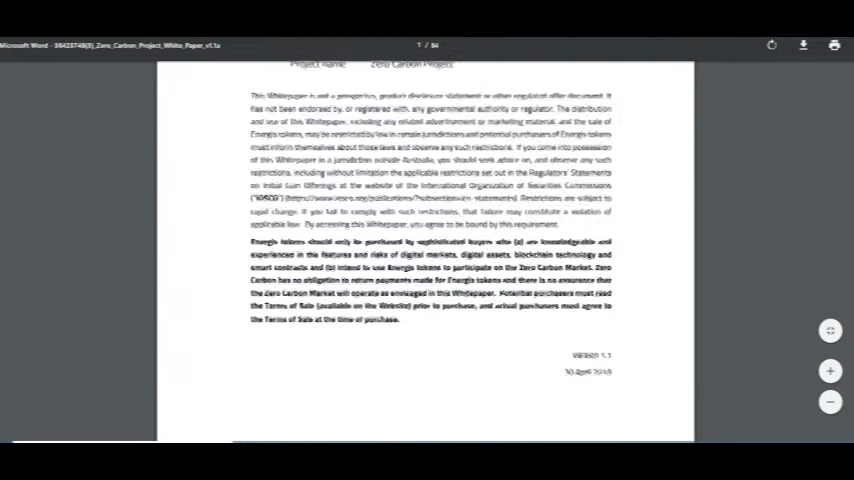 Microsoft Word - 36423748(3)_Zero_Carbon_Project_White_Paper_v1.1a
1 / 84
Project Name Zero Carbon Project
This Whitepaper is not a prospectus, product disclosure statement or other regulated offer document. It
has not been endorsed by, or registered with, any governmental authority or regulator. The distribution
and use of this Whitepaper, including any related advertisement or marketing material, and the sale of
Energis tokens, may be restricted by law in certain jurisdictions and potential purchasers of Energis tokens
must inform themselves about those laws and observe any such restrictions. If you come into possession
of this Whitepaper in a jurisdiction outside Australia, you should seek advice on, and observe any such
restrictions, including without limitation the applicable restrictions set out in the Regulators' Statements
on Initial Coin Offerings at the website of the International Organization of Securities Commissions
("IOSCO") (https://www.iosco.org/publications/?subsection=ico-statements). Restrictions are subject to
rapid change. If you fail to comply with such restrictions, that failure may constitute a violation of
applicable law. By accessing this Whitepaper, you agree to be bound by this requirement.
Energis tokens should only be purchased by sophisticated buyers who (a) are knowledgeable and
experienced in the features and risks of digital markets, digital assets, blockchain technology and
smart contracts and (b) intend to use Energis tokens to participate on the Zero Carbon Market. Zero
Carbon has no obligation to return payments made for Energis tokens and there is no assurance that
the Zero Carbon Market will operate as envisaged in this Whitepaper. Potential purchasers must read
the Terms of Sale (available on the Website) prior to purchase, and actual purchasers must agree to
the Terms of Sale at the time of purchase.
Version 1.1
April 2018